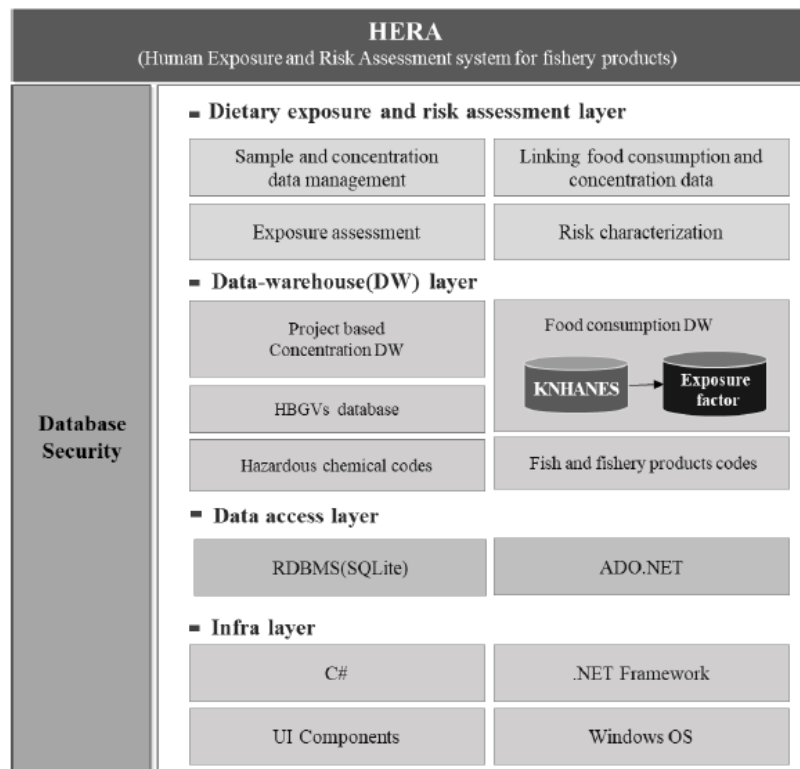 HERA
(Human Exposure and Risk Assessment system for fishery products)
Database
Security
Dietary exposure and risk assessment layer
Sample and concentration
data management
Linking food consumption and
concentration data
Exposure assessment
Risk characterization
Data-warehouse(DW) layer
Project based
Concentration DW
Food consumption DW
KNHANES
Exposure
factor
HBGVs database
Hazardous chemical codes
Fish and fishery products codes
Data access layer
RDBMS(SQLite)
ADO.NET
Infra layer
C#
.NET Framework
UI Components
Windows OS